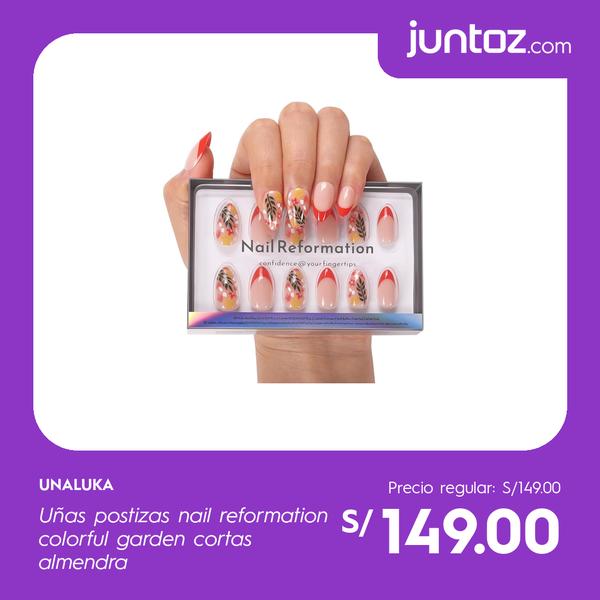 juntoz.com
Nail Reformation
confidence@yourfingertips
UNALUKA
Uñas postizas nail reformation
colorful garden cortas
almendra
Precio regular: S/149.00
S/149.00